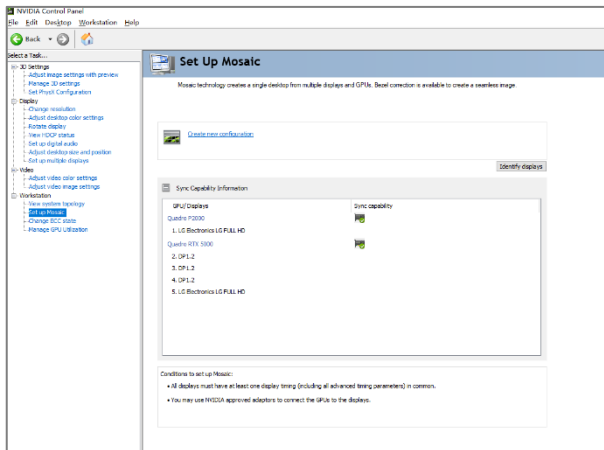 NVIDIA Control Panel
File Edit Desktop Workstation Help
Back
Select a Task...
3D Settings
Adjust image settings with preview
Manage 3D settings
Set PhysX Configuration
Display
Change resolution
Adjust desktop color settings
Rotate display
View HDCP status
Set up digital audio
Adjust desktop size and position
Set up multiple displays
Video
Adjust video color settings
Adjust video image settings
Workstation
View system topology
Set up Mosaic
Change ECC state
Manage GPU Utilization
Set Up Mosaic
Mosaic technology creates a single desktop from multiple displays and GPUs. Bezel correction is available to create a seamless image.
Create new configuration
Identify displays
Sync Capability Information
GPU/Displays Sync capability
Quadro P2000
1. LG Electronics LG FULL HD
Quadro RTX 5000
2. DP1.2
3. DP1.2
4. DP1.2
5. LG Electronics LG FULL HD
Conditions to set up Mosaic:
• All displays must have at least one display timing (including all advanced timing parameters) in common.
• You may use NVIDIA approved adaptors to connect the GPUs to the displays.